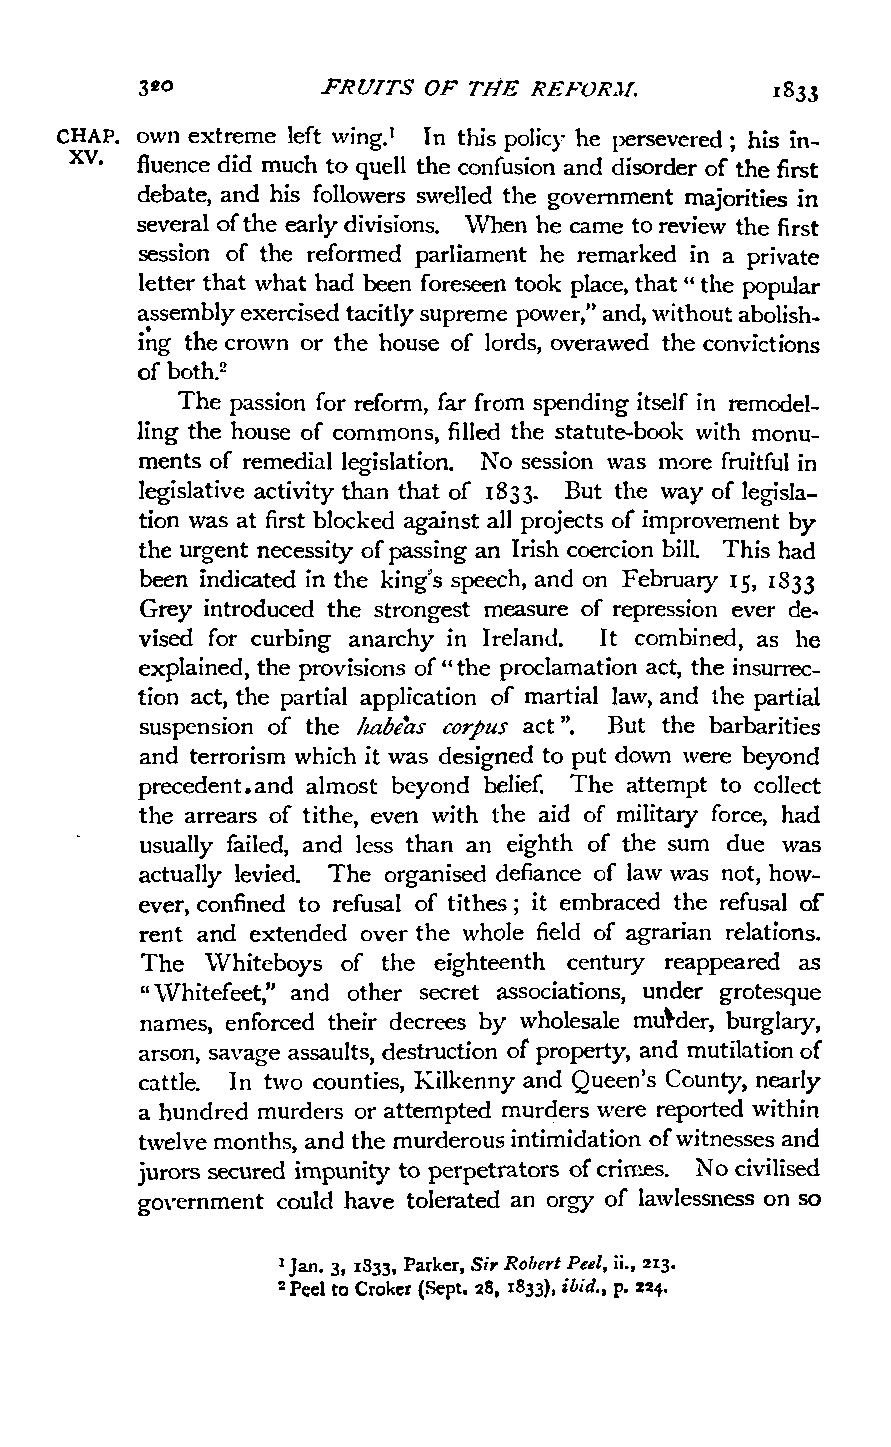 320 FRUITS OF THE REFORM. 1833
CHAP. own extreme left wing.¹ In this policy he persevered ; his in-
XV. fluence did much to quell the confusion and disorder of the first
debate, and his followers swelled the government majorities in
several of the early divisions. When he came to review the first
session of the reformed parliament he remarked in a private
letter that what had been foreseen took place, that " the popular
assembly exercised tacitly supreme power," and, without abolish-
ing the crown or the house of lords, overawed the convictions
of both.²
The passion for reform, far from spending itself in remodel-
ling the house of commons, filled the statute-book with monu-
ments of remedial legislation. No session was more fruitful in
legislative activity than that of 1833. But the way of legisla-
tion was at first blocked against all projects of improvement by
the urgent necessity of passing an Irish coercion bill. This had
been indicated in the king's speech, and on February 15, 1833
Grey introduced the strongest measure of repression ever de-
vised for curbing anarchy in Ireland. It combined, as he
explained, the provisions of "the proclamation act, the insurrec-
tion act, the partial application of martial law, and the partial
suspension of the habeas corpus act". But the barbarities
and terrorism which it was designed to put down were beyond
precedent and almost beyond belief. The attempt to collect
the arrears of tithe, even with the aid of military force, had
usually failed, and less than an eighth of the sum due was
actually levied. The organised defiance of law was not, how-
ever, confined to refusal of tithes ; it embraced the refusal of
rent and extended over the whole field of agrarian relations.
The Whiteboys of the eighteenth century reappeared as
"Whitefeet," and other secret associations, under grotesque
names, enforced their decrees by wholesale murder, burglary,
arson, savage assaults, destruction of property, and mutilation of
cattle. In two counties, Kilkenny and Queen's County, nearly
a hundred murders or attempted murders were reported within
twelve months, and the murderous intimidation of witnesses and
jurors secured impunity to perpetrators of crimes. No civilised
government could have tolerated an orgy of lawlessness on so
¹ Jan. 3, 1833, Parker, Sir Robert Peel, ii., 213.
² Peel to Croker (Sept. 28, 1833), ibid., p. 224.